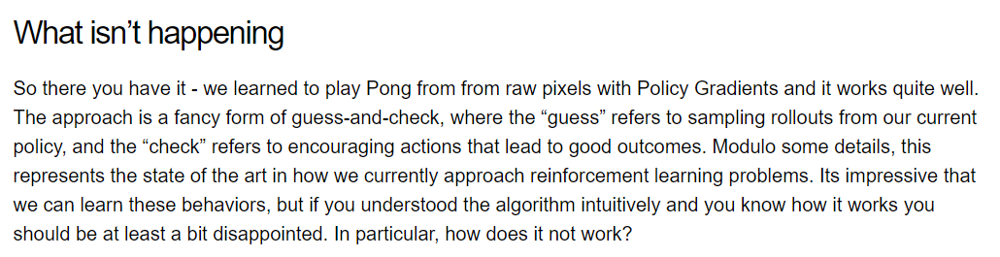 What isn’t happening
So there you have it - we learned to play Pong from from raw pixels with Policy Gradients and it works quite well.
The approach is a fancy form of guess-and-check, where the “guess” refers to sampling rollouts from our current
policy, and the “check” refers to encouraging actions that lead to good outcomes. Modulo some details, this
represents the state of the art in how we currently approach reinforcement learning problems. Its impressive that
we can learn these behaviors, but if you understood the algorithm intuitively and you know how it works you
should be at least a bit disappointed. In particular, how does it not work?